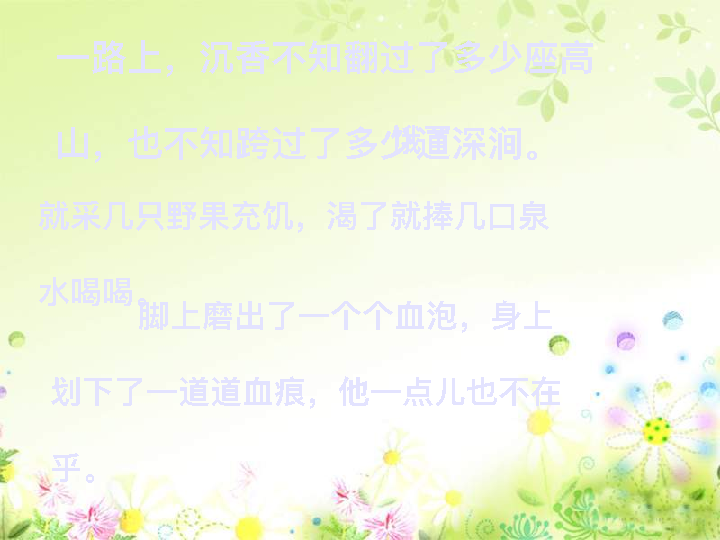 一路上，沉香不知翻过了多少座高
山，也不知跨过了多少道深涧。
饿了
就采几只野果充饥，渴了就捧几口泉
水喝喝。
脚上磨出了一个个血泡，身上
划下了一道道血痕，他一点儿也不在
乎。